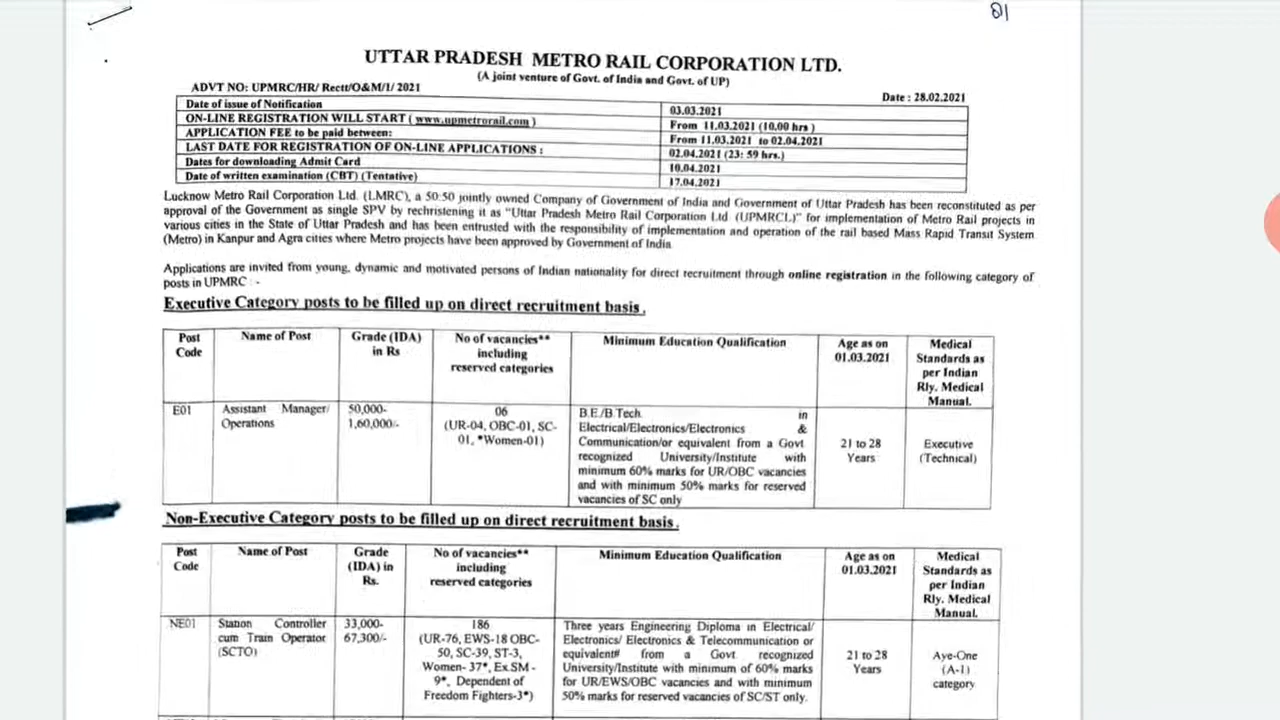 81
UTTAR PRADESH METRO RAIL CORPORATION LTD.
(A joint venture of Govt. of India and Govt. of UP)
ADVT NO: UPMRC/HR/ Rectt/O&M/1/ 2021
Date : 28.02.2021
Date of issue of Notification 03.03.2021
ON-LINE REGISTRATION WILL START ( www.upmetrorail.com ) From 11.03.2021 (10.00 hrs )
APPLICATION FEE to be paid between: From 11.03.2021 to 02.04.2021
LAST DATE FOR REGISTRATION OF ON-LINE APPLICATIONS : 02.04.2021 (23: 59 hrs.)
Dates for downloading Admit Card 10.04.2021
Date of written examination (CBT) (Tentative) 17.04.2021
Lucknow Metro Rail Corporation Ltd. (LMRC), a 50:50 jointly owned Company of Government of India and Government of Uttar Pradesh has been reconstituted as per
approval of the Government as single SPV by rechristening it as "Uttar Pradesh Metro Rail Corporation Ltd (UPMRCL)" for implementation of Metro Rail projects in
various cities in the State of Uttar Pradesh and has been entrusted with the responsibility of implementation and operation of the rail based Mass Rapid Transit System
(Metro) in Kanpur and Agra cities where Metro projects have been approved by Government of India
Applications are invited from young, dynamic and motivated persons of Indian nationality for direct recruitment through online registration in the following category of
posts in UPMRC : -
Executive Category posts to be filled up on direct recruitment basis.
Post
Code
Name of Post
Grade (IDA)
in Rs
No of vacancies**
including
reserved categories
Minimum Education Qualification
Age as on
01.03.2021
Medical
Standards as
per Indian
Rly. Medical
Manual.
E01
Assistant Manager/
Operations
50,000-
1,60,000/-
06
(UR-04, OBC-01, SC-
01, *Women-01)
B.E/B Tech in
Electrical/Electronics/Electronics &
Communication/or equivalent from a Govt
recognized University/Institute with
minimum 60% marks for UR/OBC vacancies
and with minimum 50% marks for reserved
vacancies of SC only
21 to 28
Years
Executive
(Technical)
Non-Executive Category posts to be filled up on direct recruitment basis.
Post
Code
Name of Post
Grade
(IDA) in
Rs.
No of vacancies**
including
reserved categories
Minimum Education Qualification
Age as on
01.03.2021
Medical
Standards as
per Indian
Rly. Medical
Manual.
NE01
Station Controller
cum Train Operator
(SCTO)
33,000-
67,300/-
186
(UR-76, EWS-18 OBC-
50, SC-39, ST-3,
Women- 37*, Ex.SM -
9*, Dependent of
Freedom Fighters-3*)
Three years Engineering Diploma in Electrical/
Electronics/ Electronics & Telecommunication or
equivalent# from a Govt recognized
University/Institute with minimum of 60% marks
for UR/EWS/OBC vacancies and with minimum
50% marks for reserved vacancies of SC/ST only.
21 to 28
Years
Aye-One
(A-1)
category